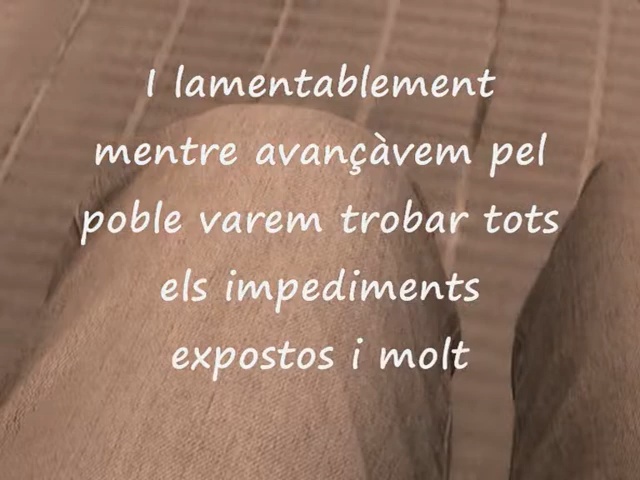 I lamentablement
mentre avançàvem pel
poble varem trobar tots
els impediments
expostos i molt